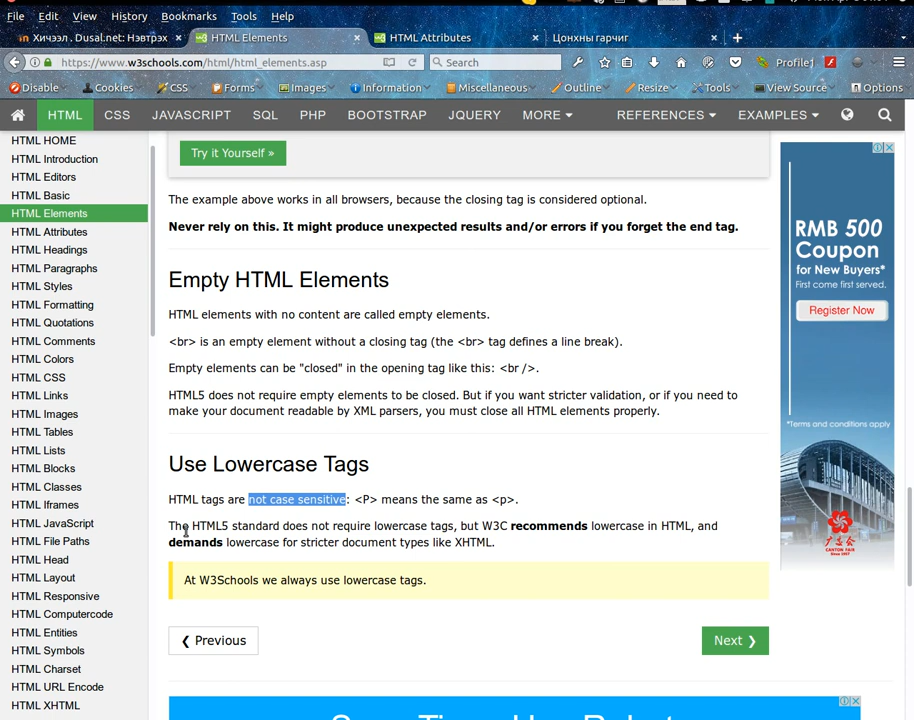 File Edit View History Bookmarks Tools Help
Хичээл . Dusal.net: Нэвтрэх HTML Elements HTML Attributes Цонхны гарчиг
https://www.w3schools.com/html/html_elements.asp Search Profile
Disable Cookies CSS Forms Images Information Miscellaneous Outline Resize Tools View Source Options
HTML CSS JAVASCRIPT SQL PHP BOOTSTRAP JQUERY MORE REFERENCES EXAMPLES
HTML HOME
HTML Introduction
HTML Editors
HTML Basic
HTML Elements
HTML Attributes
HTML Headings
HTML Paragraphs
HTML Styles
HTML Formatting
HTML Quotations
HTML Comments
HTML Colors
HTML CSS
HTML Links
HTML Images
HTML Tables
HTML Lists
HTML Blocks
HTML Classes
HTML Iframes
HTML JavaScript
HTML File Paths
HTML Head
HTML Layout
HTML Responsive
HTML Computercode
HTML Entities
HTML Symbols
HTML Charset
HTML URL Encode
HTML XHTML
Try it Yourself »
The example above works in all browsers, because the closing tag is considered optional.
Never rely on this. It might produce unexpected results and/or errors if you forget the end tag.
Empty HTML Elements
HTML elements with no content are called empty elements.
<br> is an empty element without a closing tag (the <br> tag defines a line break).
Empty elements can be "closed" in the opening tag like this: <br />.
HTML5 does not require empty elements to be closed. But if you want stricter validation, or if you need to
make your document readable by XML parsers, you must close all HTML elements properly.
Use Lowercase Tags
HTML tags are not case sensitive: <P> means the same as <p>.
The HTML5 standard does not require lowercase tags, but W3C recommends lowercase in HTML, and
demands lowercase for stricter document types like XHTML.
At W3Schools we always use lowercase tags.
❮ Previous
Next ❯
RMB 500
Coupon
for New Buyers*
First come first served.
Register Now
*Terms and conditions apply
CANTON FAIR